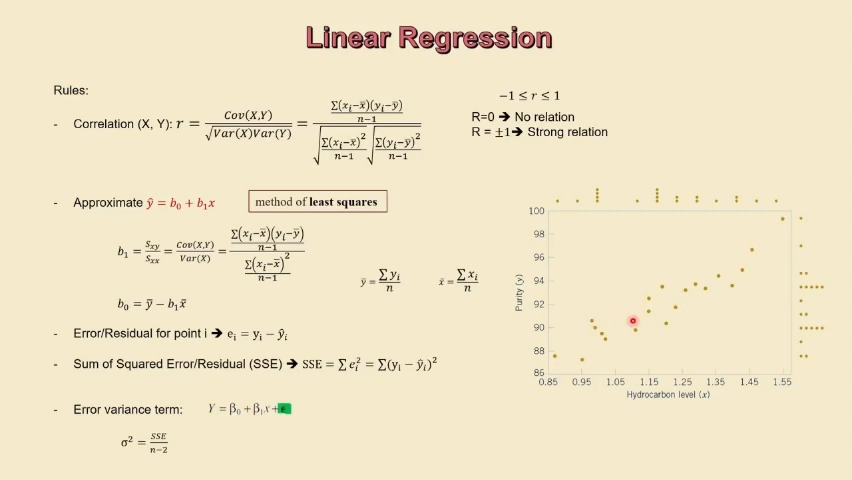 Linear Regression
Rules:
- Correlation (X, Y): r = Cov(X,Y) / √Var(X)Var(Y) = (∑(xᵢ−x̄)(yᵢ−ȳ) / n−1) / (√(∑(xᵢ−x̄)² / n−1) √(∑(yᵢ−ȳ)² / n−1))
−1 ≤ r ≤ 1
R=0 ➔ No relation
R = ±1➔ Strong relation
- Approximate ŷ = b₀ + b₁x
method of least squares
b₁ = Sxy / Sxx = Cov(X,Y) / Var(X) = (∑(xᵢ−x̄)(yᵢ−ȳ) / n−1) / (∑(xᵢ−x̄)² / n−1)
ȳ = ∑yᵢ / n
x̄ = ∑xᵢ / n
b₀ = ȳ − b₁x̄
- Error/Residual for point i ➔ eᵢ = yᵢ − ŷᵢ
- Sum of Squared Error/Residual (SSE) ➔ SSE = ∑eᵢ² = ∑(yᵢ − ŷᵢ)²
- Error variance term: Y = β₀ + β₁x +
σ² = SSE / n−2
Purity (y)
100
98
96
94
92
90
88
86
0.85 0.95 1.05 1.15 1.25 1.35 1.45 1.55
Hydrocarbon level (x)